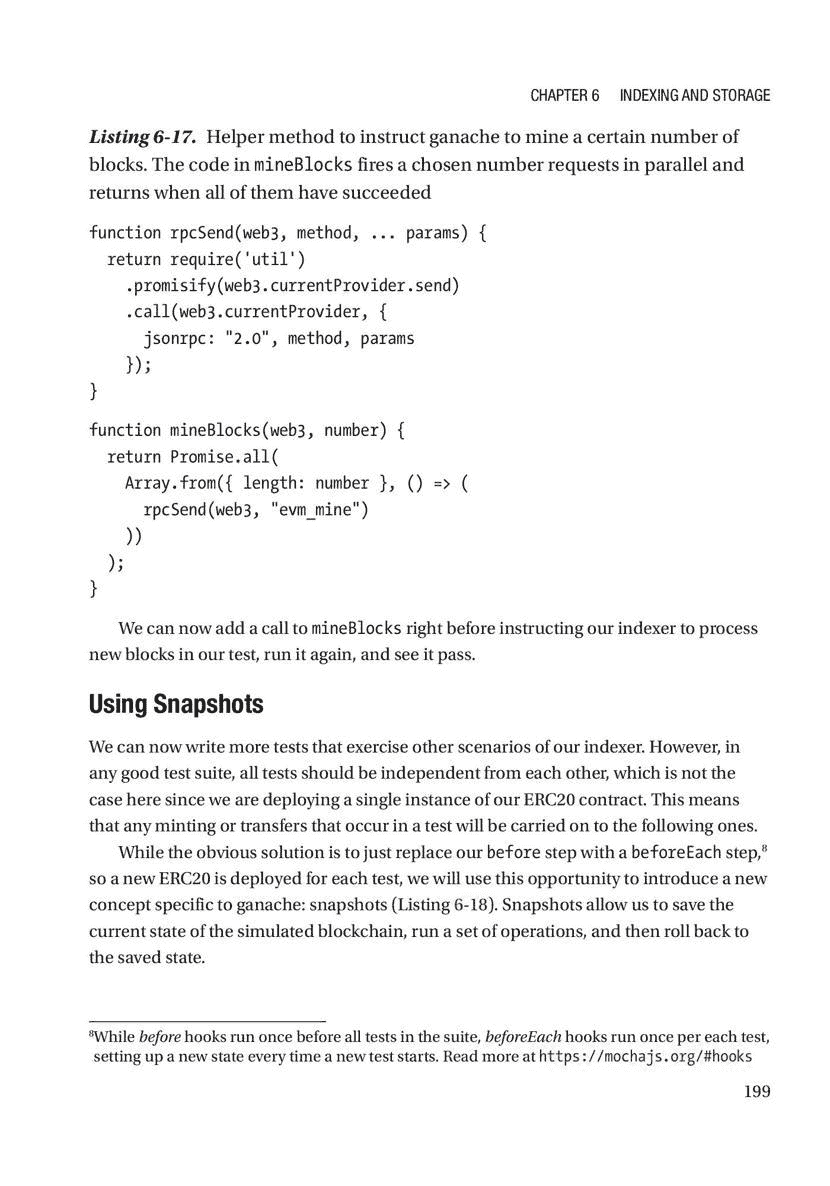 CHAPTER 6 INDEXING AND STORAGE
Listing 6-17. Helper method to instruct ganache to mine a certain number of
blocks. The code in mineBlocks fires a chosen number requests in parallel and
returns when all of them have succeeded
function rpcSend(web3, method, ... params) {
  return require('util')
    .promisify(web3.currentProvider.send)
    .call(web3.currentProvider, {
      jsonrpc: "2.0", method, params
    });
}
function mineBlocks(web3, number) {
  return Promise.all(
    Array.from({ length: number }, () => (
      rpcSend(web3, "evm_mine")
    ))
  );
}
We can now add a call to mineBlocks right before instructing our indexer to process
new blocks in our test, run it again, and see it pass.
Using Snapshots
We can now write more tests that exercise other scenarios of our indexer. However, in
any good test suite, all tests should be independent from each other, which is not the
case here since we are deploying a single instance of our ERC20 contract. This means
that any minting or transfers that occur in a test will be carried on to the following ones.
While the obvious solution is to just replace our before step with a beforeEach step,⁸
so a new ERC20 is deployed for each test, we will use this opportunity to introduce a new
concept specific to ganache: snapshots (Listing 6-18). Snapshots allow us to save the
current state of the simulated blockchain, run a set of operations, and then roll back to
the saved state.
⁸While before hooks run once before all tests in the suite, beforeEach hooks run once per each test,
setting up a new state every time a new test starts. Read more at https://mochajs.org/#hooks
199